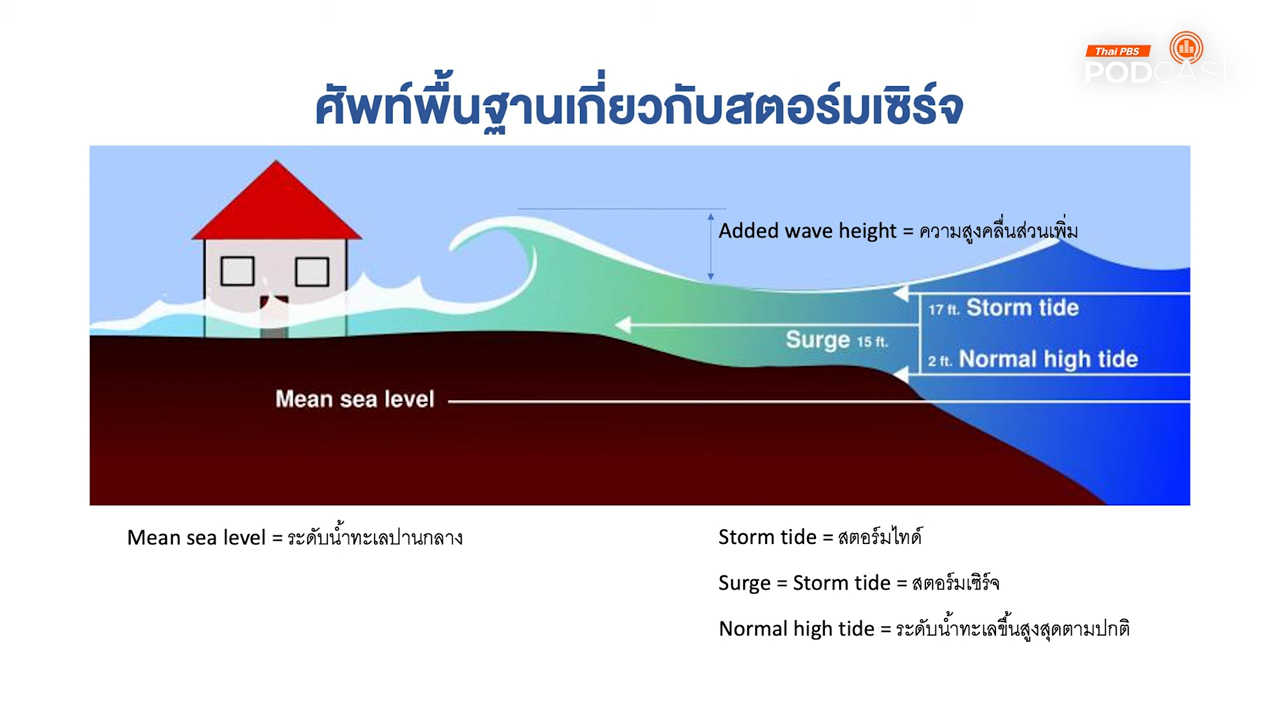 Thai PBS
PODCAST
ศัพท์พื้นฐานเกี่ยวกับสตอร์มเซิร์จ
Added wave height = ความสูงคลื่นส่วนเพิ่ม
17 ft. Storm tide
Surge 15 ft.
2 ft. Normal high tide
Mean sea level
Mean sea level = ระดับน้ำทะเลปานกลาง
Storm tide = สตอร์มไทด์
Surge = Storm tide = สตอร์มเซิร์จ
Normal high tide = ระดับน้ำทะเลขึ้นสูงสุดตามปกติ